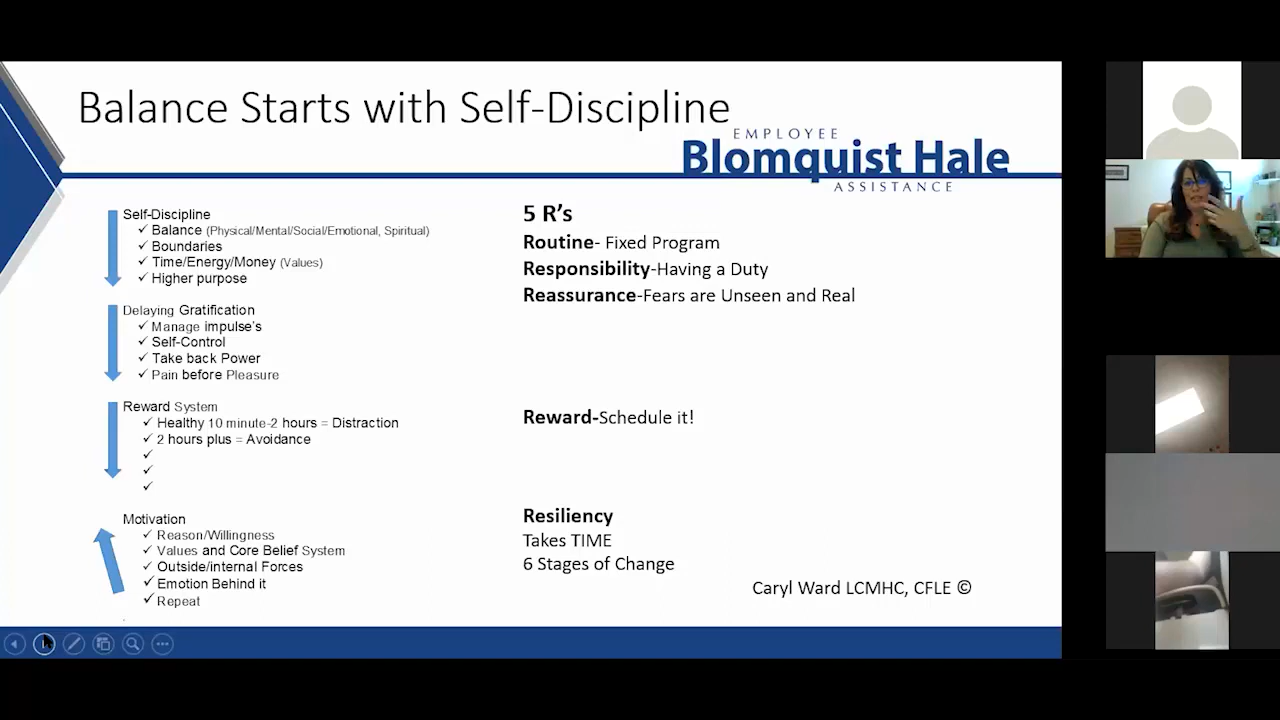 Balance Starts with Self-Discipline
EMPLOYEE
Blomquist Hale
ASSISTANCE
Self-Discipline
✓ Balance (Physical/Mental/Social/Emotional, Spiritual)
✓ Boundaries
✓ Time/Energy/Money (Values)
✓ Higher purpose
Delaying Gratification
✓ Manage impulse's
✓ Self-Control
✓ Take back Power
✓ Pain before Pleasure
Reward System
✓ Healthy 10 minute-2 hours = Distraction
✓ 2 hours plus = Avoidance
✓
✓
✓
Motivation
✓ Reason/Willingness
✓ Values and Core Belief System
✓ Outside/internal Forces
✓ Emotion Behind it
✓ Repeat
.
5 R's
Routine- Fixed Program
Responsibility-Having a Duty
Reassurance-Fears are Unseen and Real
Reward-Schedule it!
Resiliency
Takes TIME
6 Stages of Change
Caryl Ward LCMHC, CFLE ©